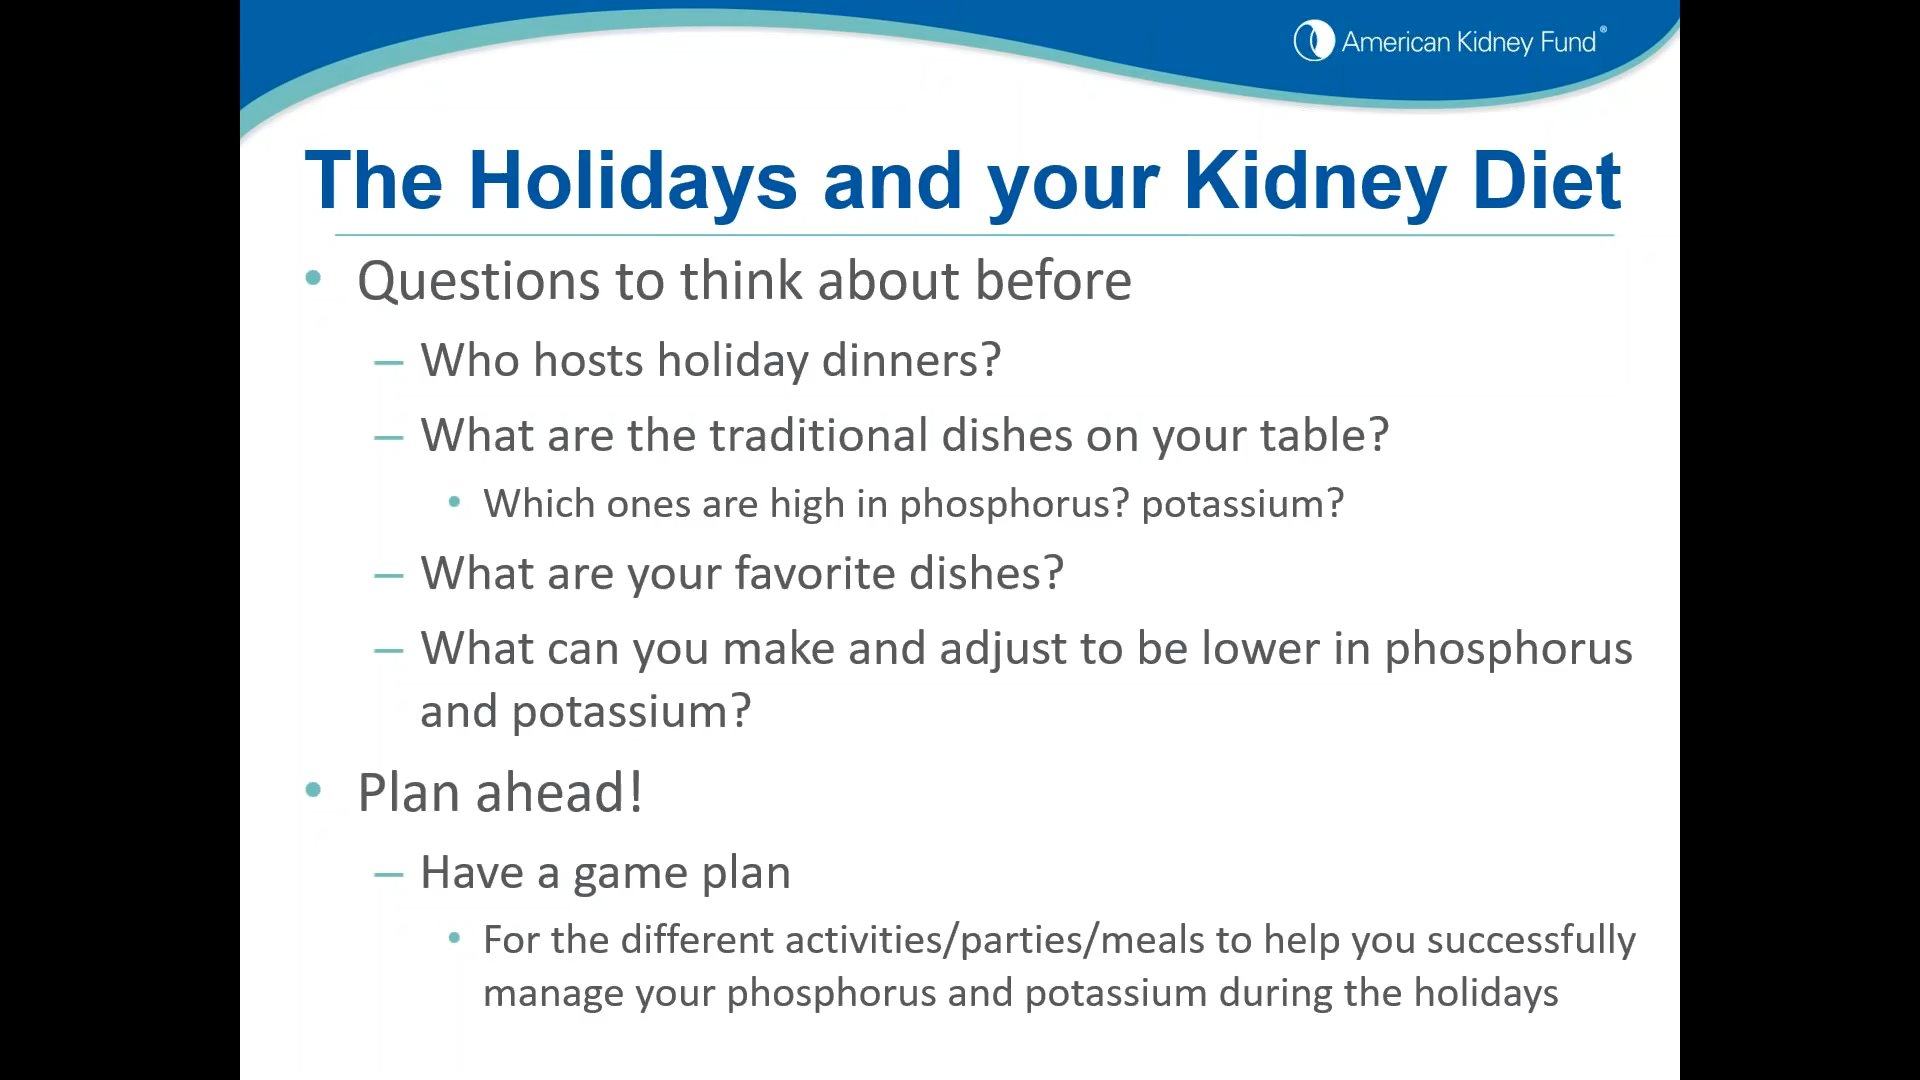 American Kidney Fund®
The Holidays and your Kidney Diet
• Questions to think about before
– Who hosts holiday dinners?
– What are the traditional dishes on your table?
• Which ones are high in phosphorus? potassium?
– What are your favorite dishes?
– What can you make and adjust to be lower in phosphorus
and potassium?
• Plan ahead!
– Have a game plan
• For the different activities/parties/meals to help you successfully
manage your phosphorus and potassium during the holidays